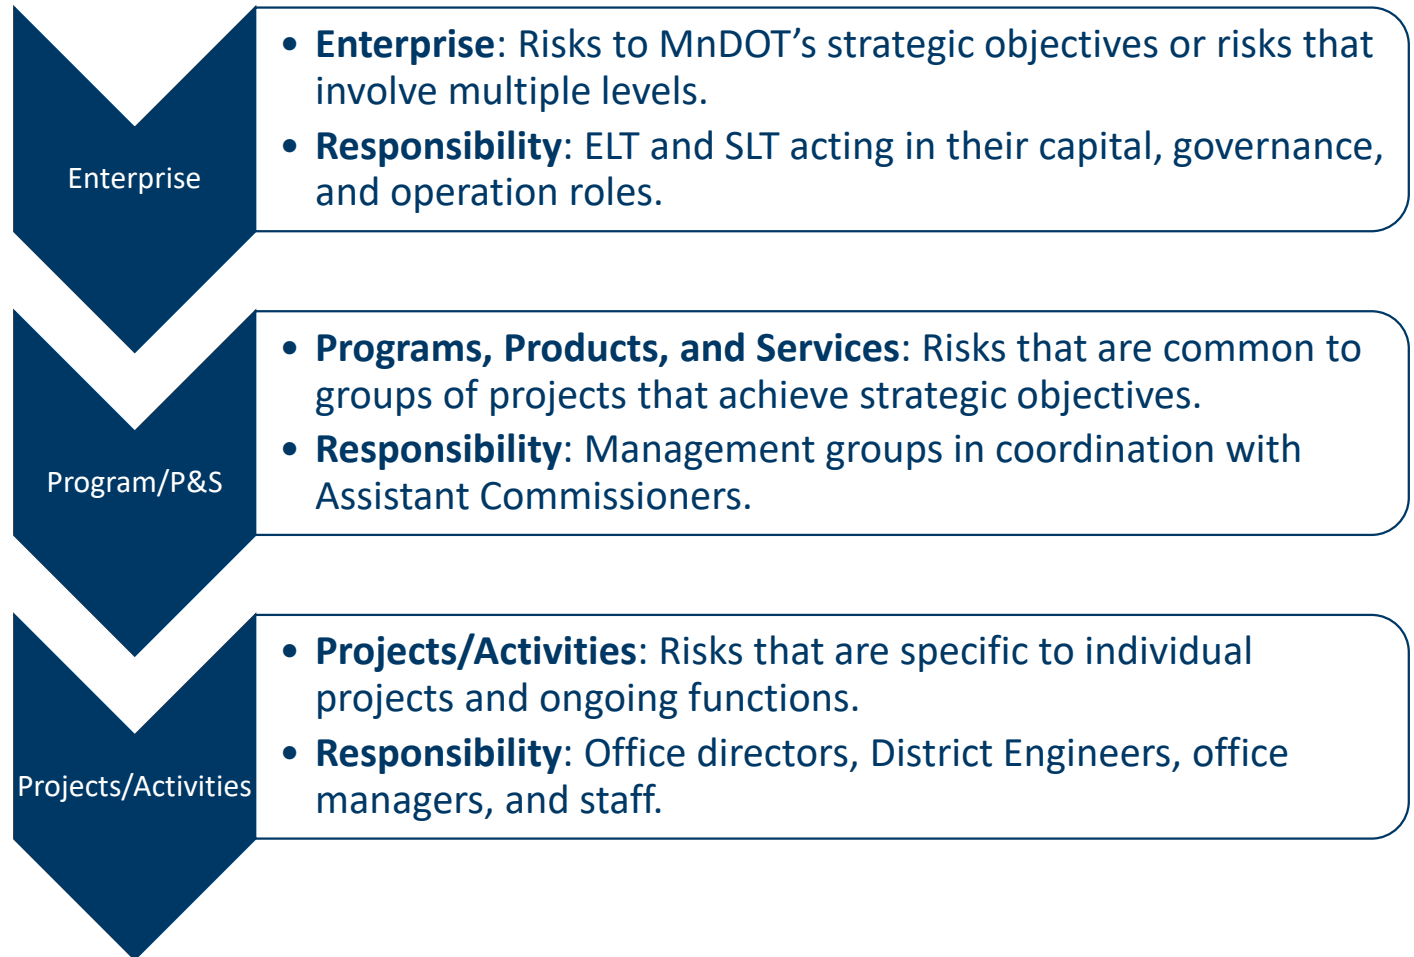 Enterprise
• Enterprise: Risks to MnDOT’s strategic objectives or risks that
involve multiple levels.
• Responsibility: ELT and SLT acting in their capital, governance,
and operation roles.
Program/P&S
• Programs, Products, and Services: Risks that are common to
groups of projects that achieve strategic objectives.
• Responsibility: Management groups in coordination with
Assistant Commissioners.
Projects/Activities
• Projects/Activities: Risks that are specific to individual
projects and ongoing functions.
• Responsibility: Office directors, District Engineers, office
managers, and staff.